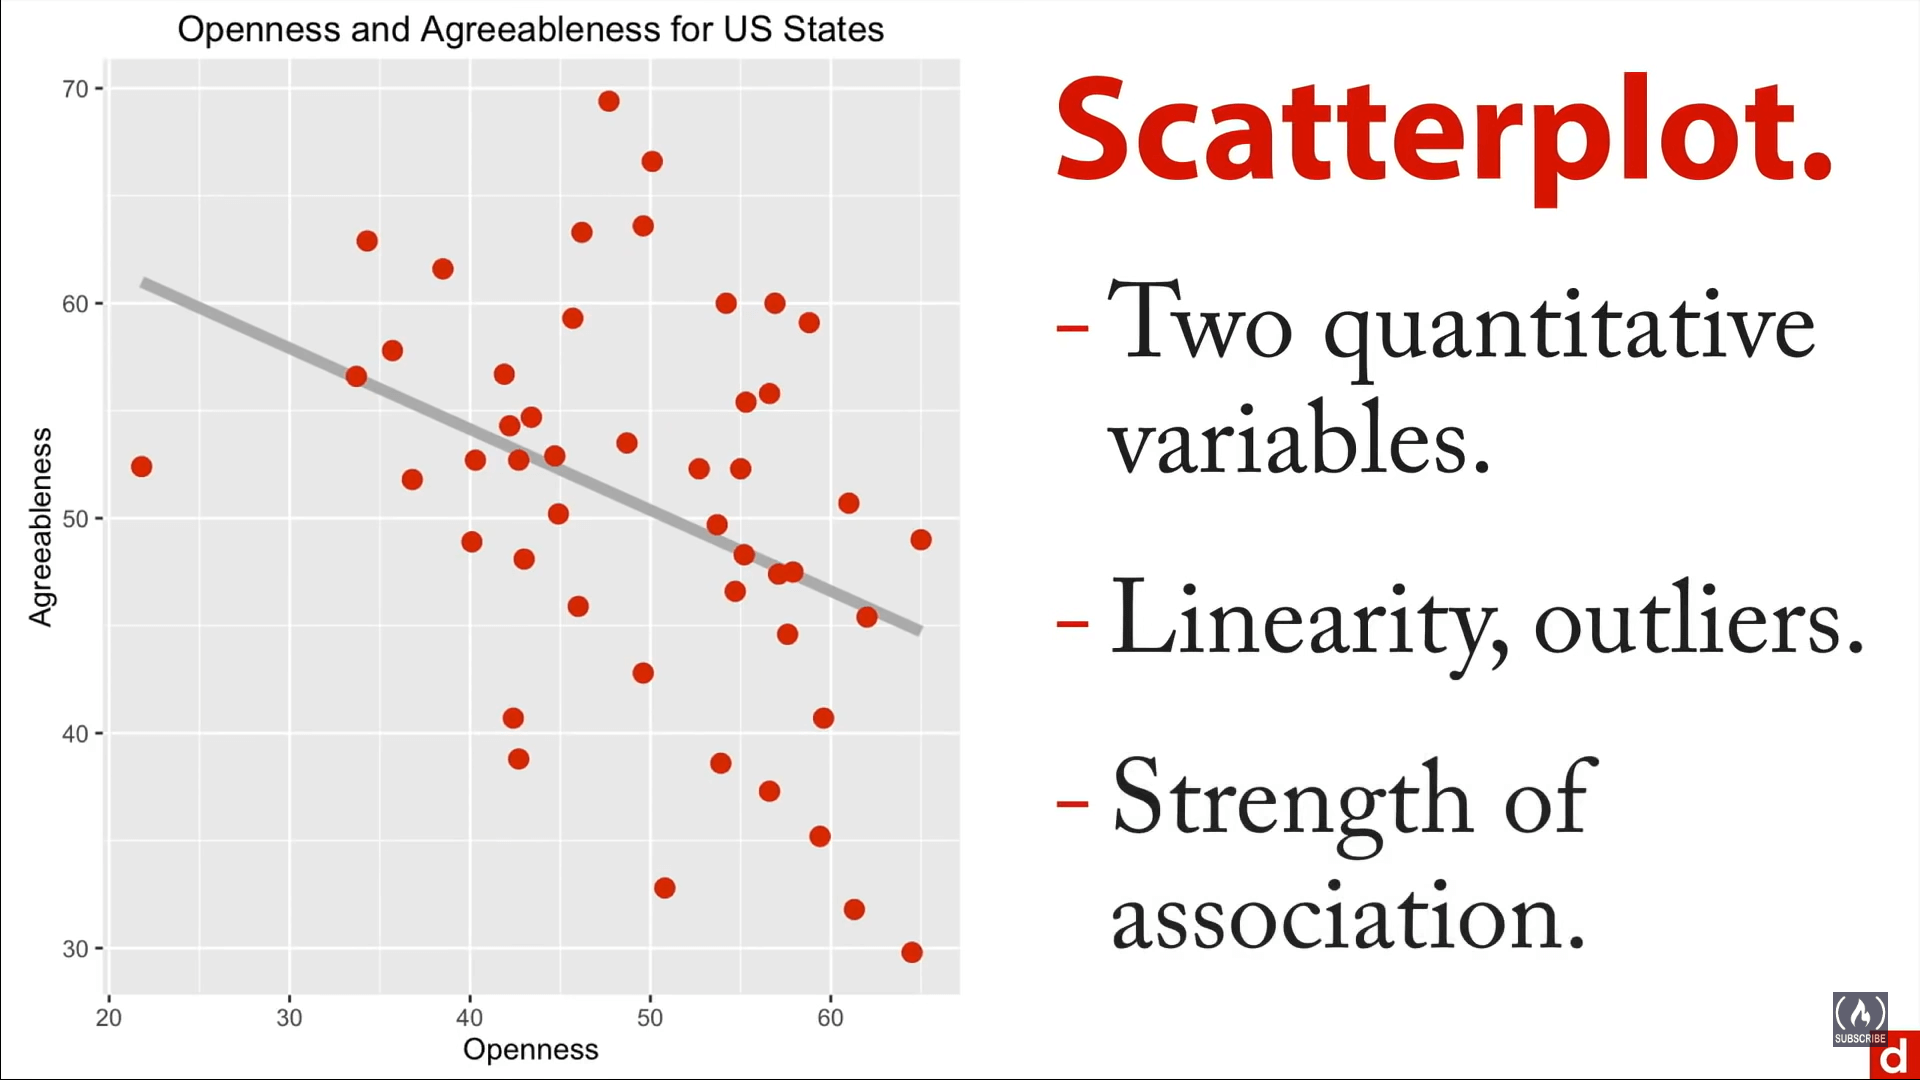 Openness and Agreeableness for US States
70
60
50
40
30
Agreeableness
20 30 40 50 60
Openness
Scatterplot.
– Two quantitative
variables.
– Linearity, outliers.
– Strength of
association.
SUBSCRIBE
d